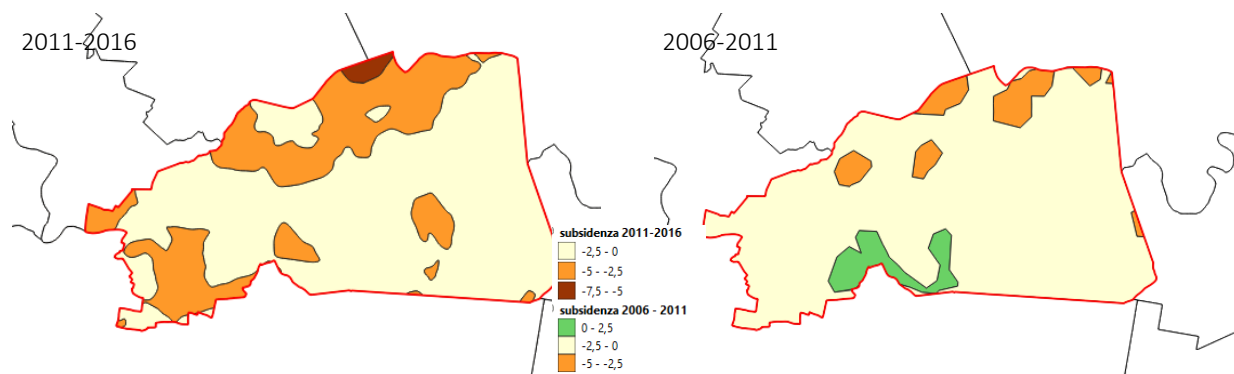 2011-2016
2006-2011
subsidenza 2011-2016
-2,5 - 0
-5 - -2,5
-7,5 - -5
subsidenza 2006 - 2011
0 - 2,5
-2,5 - 0
-5 - -2,5